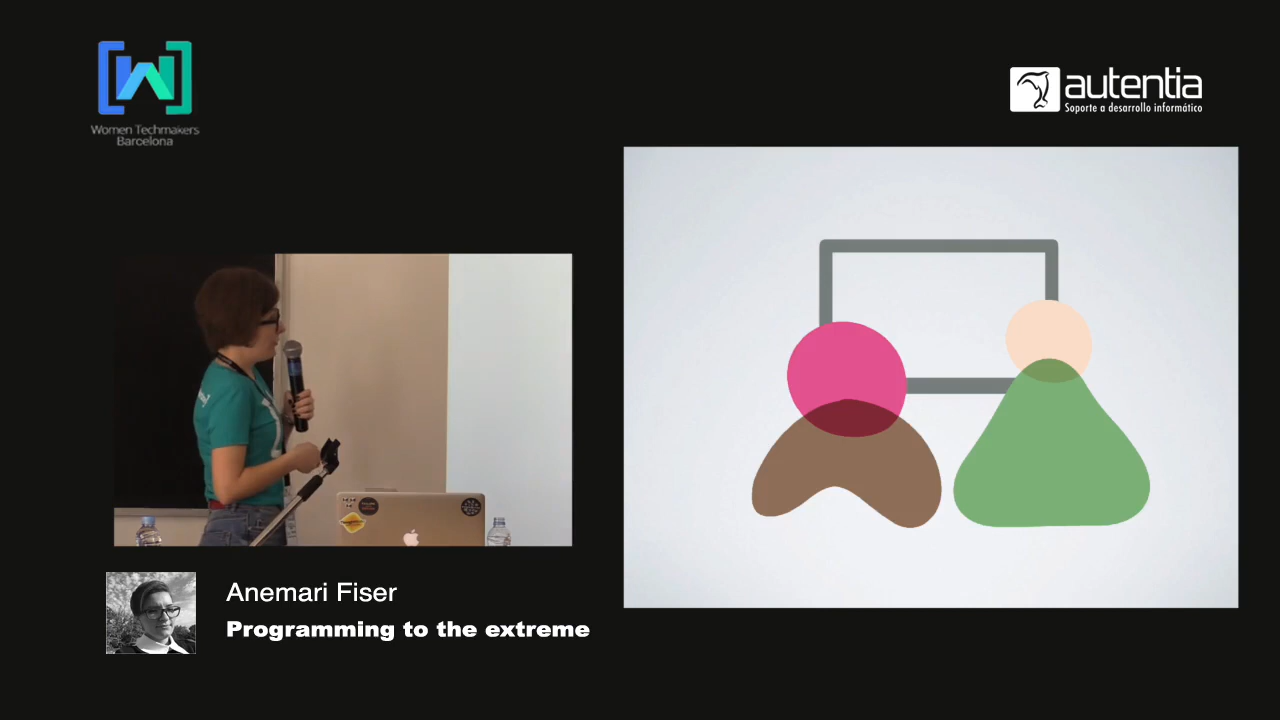 Women Techmakers
Barcelona
autentia
Soporte a desarrollo informático
Anemari Fiser
Programming to the extreme